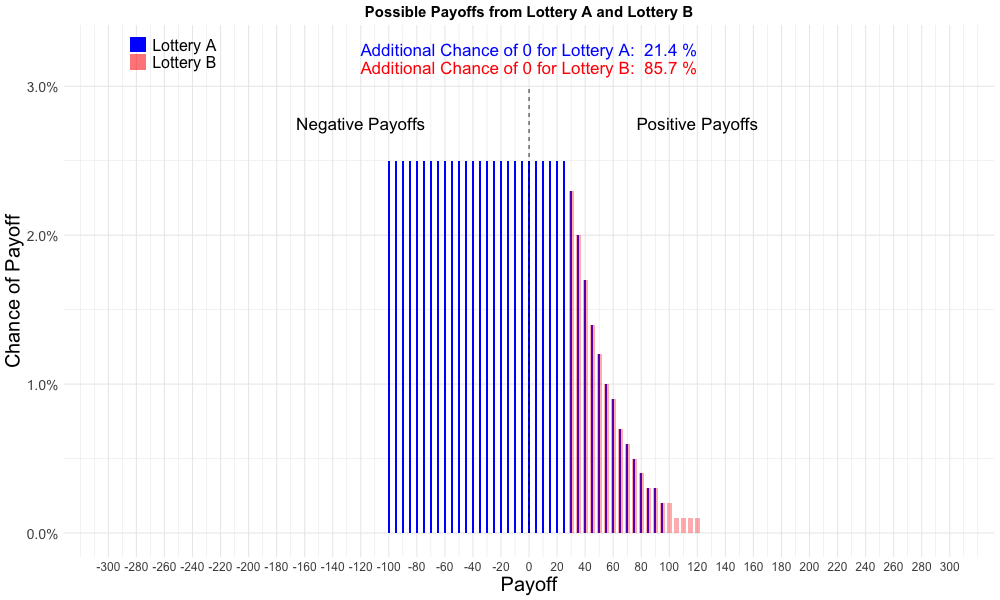 Possible Payoffs from Lottery A and Lottery B
Lottery A
Lottery B
Additional Chance of 0 for Lottery A:  21.4 %
Additional Chance of 0 for Lottery B:  85.7 %
Negative Payoffs
Positive Payoffs
Chance of Payoff
3.0%
2.0%
1.0%
0.0%
-300 -280 -260 -240 -220 -200 -180 -160 -140 -120 -100 -80 -60 -40 -20 0 20 40 60 80 100 120 140 160 180 200 220 240 260 280 300
Payoff